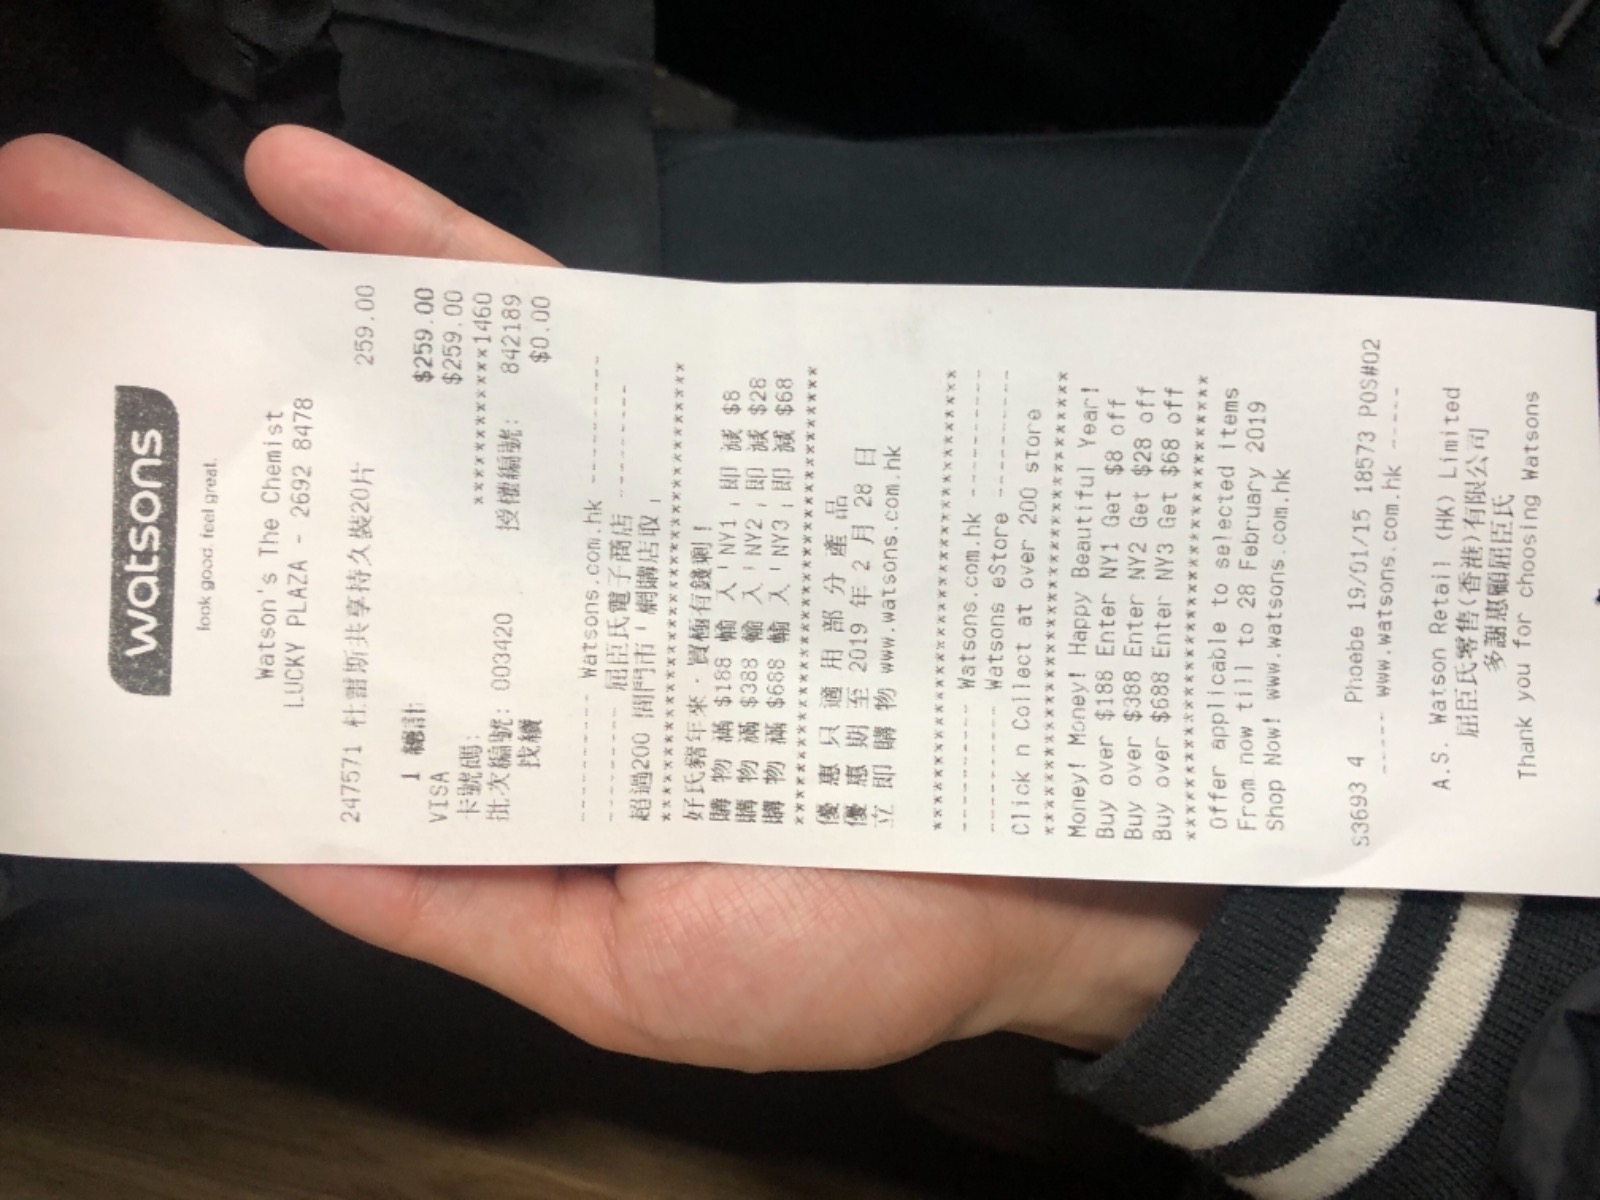 watsons
look good. feel great.
Watson's The Chemist
LUCKY PLAZA - 2692 8478
247571 杜蕾斯共享持久裝20片 259.00
1 總計 $259.00
VISA $259.00
卡號碼: ************1460
批次編號: 003420 授權編號: 842189
找續 $0.00
---------- Watsons.com.hk ----------
-------- 屈臣氏電子商店 --------
超過200 間門市「網購店取」
************************************
好氏豬年來．買極有錢剩!
購 物 滿 $188 輸 入「NY1」即 減 $8
購 物 滿 $388 輸 入「NY2」即 減 $28
購 物 滿 $688 輸 入「NY3」即 減 $68
************************************
優 惠 只 適 用 部 分 產 品
優 惠 期 至 2019 年 2 月 28 日
立 即 購 物 www.watsons.com.hk
************************************
---------- Watsons.com.hk ----------
---------- Watsons eStore ----------
Click n Collect at over 200 store
************************************
Money! Money! Happy Beautiful Year!
Buy over $188 Enter NY1 Get $8 off
Buy over $388 Enter NY2 Get $28 off
Buy over $688 Enter NY3 Get $68 off
************************************
Offer applicable to selected items
From now till to 28 February 2019
Shop Now! www.watsons.com.hk
S3693 4 Phoebe 19/01/15 18573 POS#02
----- www.watsons.com.hk -----
A.S. Watson Retail (HK) Limited
屈臣氏零售(香港)有限公司
多謝惠顧屈臣氏
Thank you for choosing Watsons